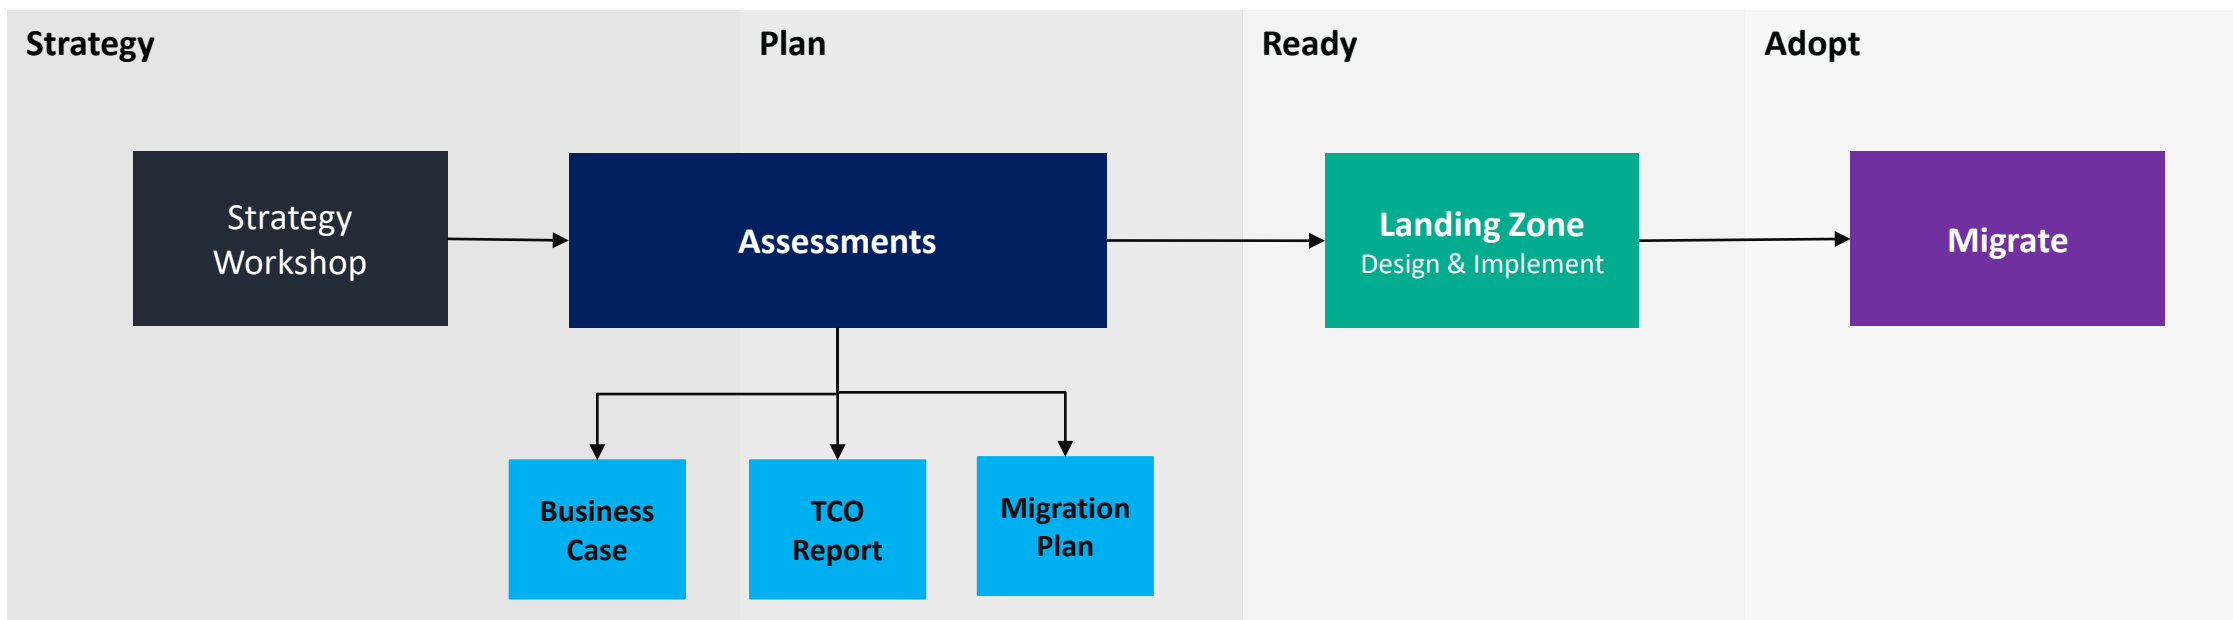 Strategy
Plan
Ready
Adopt
Strategy
Workshop
Assessments
Landing Zone
Design & Implement
Migrate
Business
Case
TCO
Report
Migration
Plan